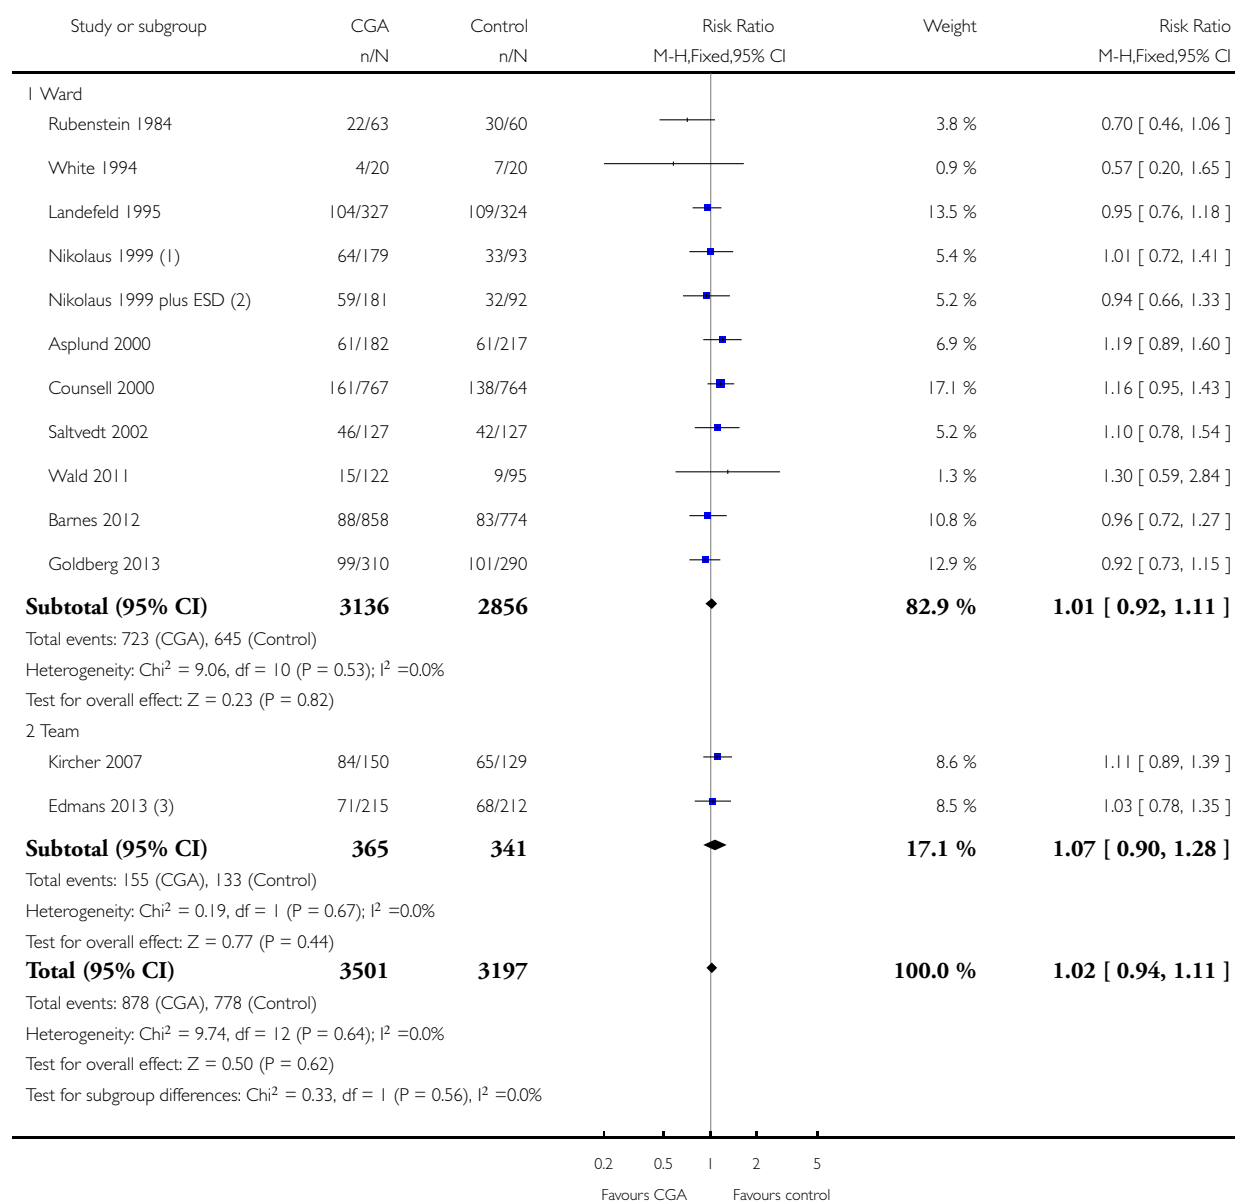 Study or subgroup CGA Control Risk Ratio Weight Risk Ratio
n/N n/N M-H,Fixed,95% CI M-H,Fixed,95% CI
1 Ward
Rubenstein 1984 22/63 30/60 3.8 % 0.70 [ 0.46, 1.06 ]
White 1994 4/20 7/20 0.9 % 0.57 [ 0.20, 1.65 ]
Landefeld 1995 104/327 109/324 13.5 % 0.95 [ 0.76, 1.18 ]
Nikolaus 1999 (1) 64/179 33/93 5.4 % 1.01 [ 0.72, 1.41 ]
Nikolaus 1999 plus ESD (2) 59/181 32/92 5.2 % 0.94 [ 0.66, 1.33 ]
Asplund 2000 61/182 61/217 6.9 % 1.19 [ 0.89, 1.60 ]
Counsell 2000 161/767 138/764 17.1 % 1.16 [ 0.95, 1.43 ]
Saltvedt 2002 46/127 42/127 5.2 % 1.10 [ 0.78, 1.54 ]
Wald 2011 15/122 9/95 1.3 % 1.30 [ 0.59, 2.84 ]
Barnes 2012 88/858 83/774 10.8 % 0.96 [ 0.72, 1.27 ]
Goldberg 2013 99/310 101/290 12.9 % 0.92 [ 0.73, 1.15 ]
Subtotal (95% CI) 3136 2856 82.9 % 1.01 [ 0.92, 1.11 ]
Total events: 723 (CGA), 645 (Control)
Heterogeneity: Chi² = 9.06, df = 10 (P = 0.53); I² =0.0%
Test for overall effect: Z = 0.23 (P = 0.82)
2 Team
Kircher 2007 84/150 65/129 8.6 % 1.11 [ 0.89, 1.39 ]
Edmans 2013 (3) 71/215 68/212 8.5 % 1.03 [ 0.78, 1.35 ]
Subtotal (95% CI) 365 341 17.1 % 1.07 [ 0.90, 1.28 ]
Total events: 155 (CGA), 133 (Control)
Heterogeneity: Chi² = 0.19, df = 1 (P = 0.67); I² =0.0%
Test for overall effect: Z = 0.77 (P = 0.44)
Total (95% CI) 3501 3197 100.0 % 1.02 [ 0.94, 1.11 ]
Total events: 878 (CGA), 778 (Control)
Heterogeneity: Chi² = 9.74, df = 12 (P = 0.64); I² =0.0%
Test for overall effect: Z = 0.50 (P = 0.62)
Test for subgroup differences: Chi² = 0.33, df = 1 (P = 0.56), I² =0.0%
0.2 0.5 1 2 5
Favours CGA Favours control